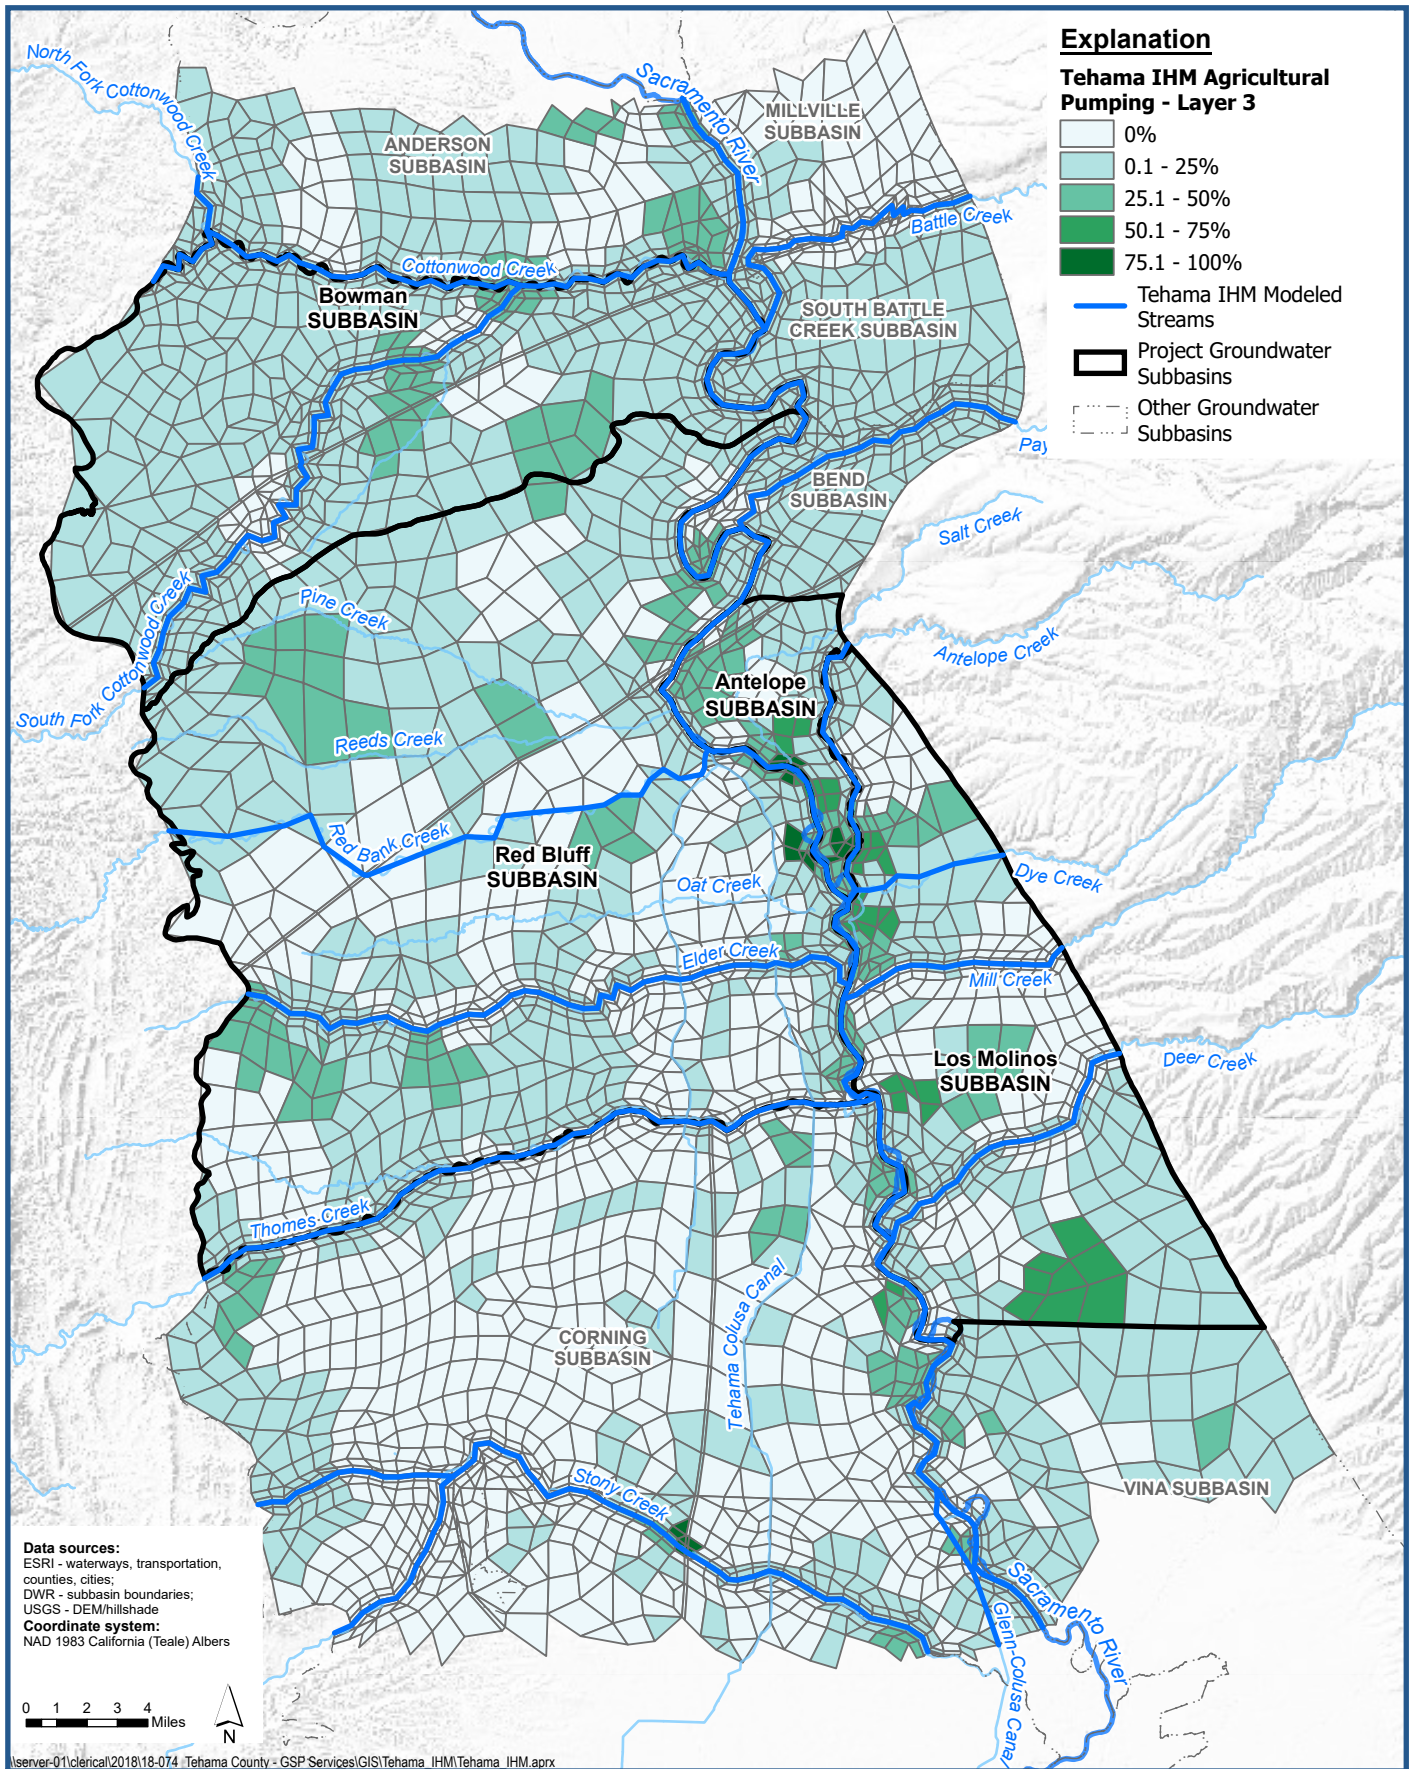 Explanation
Tehama IHM Agricultural
Pumping - Layer 3
0%
0.1 - 25%
25.1 - 50%
50.1 - 75%
75.1 - 100%
Tehama IHM Modeled
Streams
Project Groundwater
Subbasins
Other Groundwater
Subbasins
North Fork Cottonwood Creek
Sacramento River
MILLVILLE
SUBBASIN
ANDERSON
SUBBASIN
Battle Creek
Cottonwood Creek
Bowman
SUBBASIN
SOUTH BATTLE
CREEK SUBBASIN
Pay
BEND
SUBBASIN
Salt Creek
Pine Creek
South Fork Cottonwood Creek
Antelope Creek
Antelope
SUBBASIN
Reeds Creek
Red Bank Creek
Red Bluff
SUBBASIN
Oat Creek
Dye Creek
Elder Creek
Mill Creek
Los Molinos
SUBBASIN
Deer Creek
Thomes Creek
Tehama Colusa Canal
CORNING
SUBBASIN
Stony Creek
VINA SUBBASIN
Sacramento River
Glenn-Colusa Canal
Data sources:
ESRI - waterways, transportation,
counties, cities;
DWR - subbasin boundaries;
USGS - DEM/hillshade
Coordinate system:
NAD 1983 California (Teale) Albers
0 1 2 3 4
Miles
N
\\server-01\clerical\2018\18-074_Tehama County - GSP Services\GIS\Tehama_IHM\Tehama_IHM.aprx